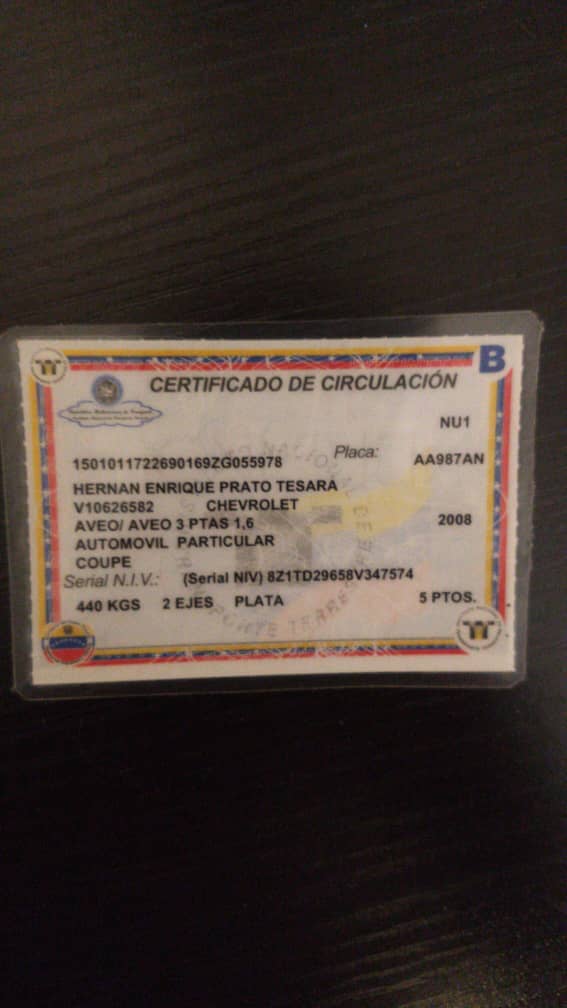 B
CERTIFICADO DE CIRCULACIÓN
NU1
1501011722690169ZG055978 Placa: AA987AN
HERNAN ENRIQUE PRATO TESARA
V10626582 CHEVROLET
AVEO/ AVEO 3 PTAS 1,6 2008
AUTOMOVIL PARTICULAR
COUPE
Serial N.I.V.: (Serial NIV) 8Z1TD29658V347574
440 KGS 2 EJES PLATA 5 PTOS.